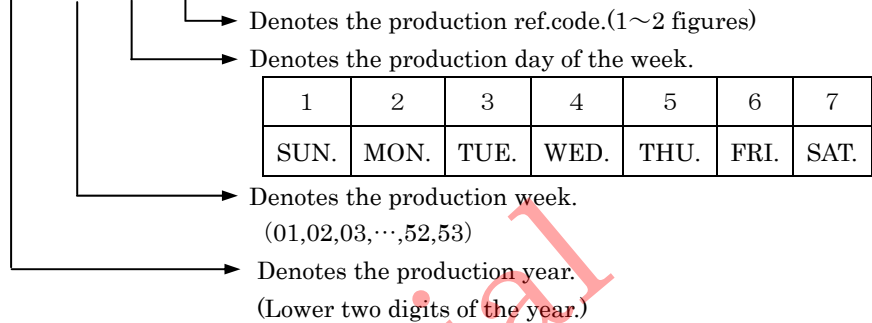 Denotes the production ref.code.(1～2 figures)
Denotes the production day of the week.
1 2 3 4 5 6 7
SUN. MON. TUE. WED. THU. FRI. SAT.
Denotes the production week.
(01,02,03,⋯,52,53)
Denotes the production year.
(Lower two digits of the year.)